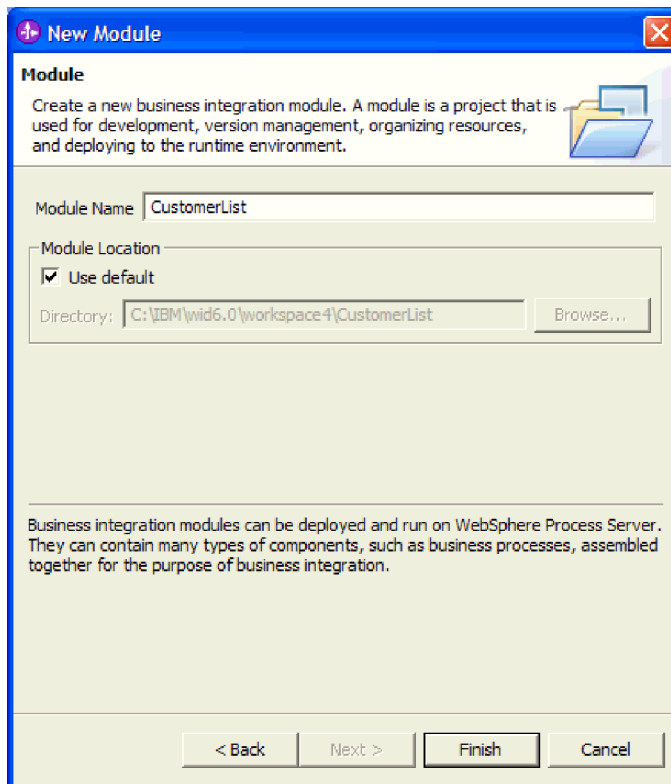 New Module
Module
Create a new business integration module. A module is a project that is
used for development, version management, organizing resources,
and deploying to the runtime environment.
Module Name CustomerList
Module Location
Use default
Directory: C:\IBM\wid6.0\workspace4\CustomerList Browse...
Business integration modules can be deployed and run on WebSphere Process Server.
They can contain many types of components, such as business processes, assembled
together for the purpose of business integration.
< Back Next > Finish Cancel